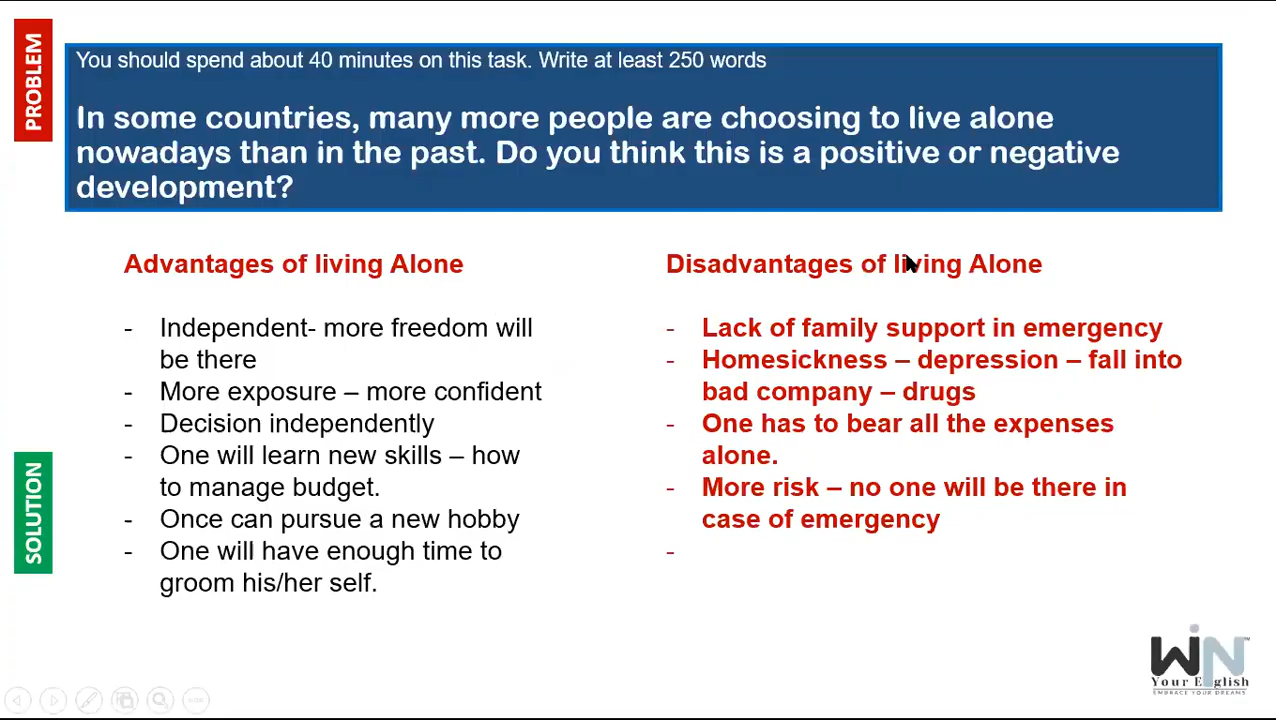 PROBLEM
You should spend about 40 minutes on this task. Write at least 250 words
In some countries, many more people are choosing to live alone
nowadays than in the past. Do you think this is a positive or negative
development?
Advantages of living Alone
- Independent- more freedom will
be there
- More exposure – more confident
- Decision independently
- One will learn new skills – how
to manage budget.
- Once can pursue a new hobby
- One will have enough time to
groom his/her self.
Disadvantages of living Alone
- Lack of family support in emergency
- Homesickness – depression – fall into
bad company – drugs
- One has to bear all the expenses
alone.
- More risk – no one will be there in
case of emergency
-
SOLUTION
WiN
Your English
EMBRACE YOUR DREAMS